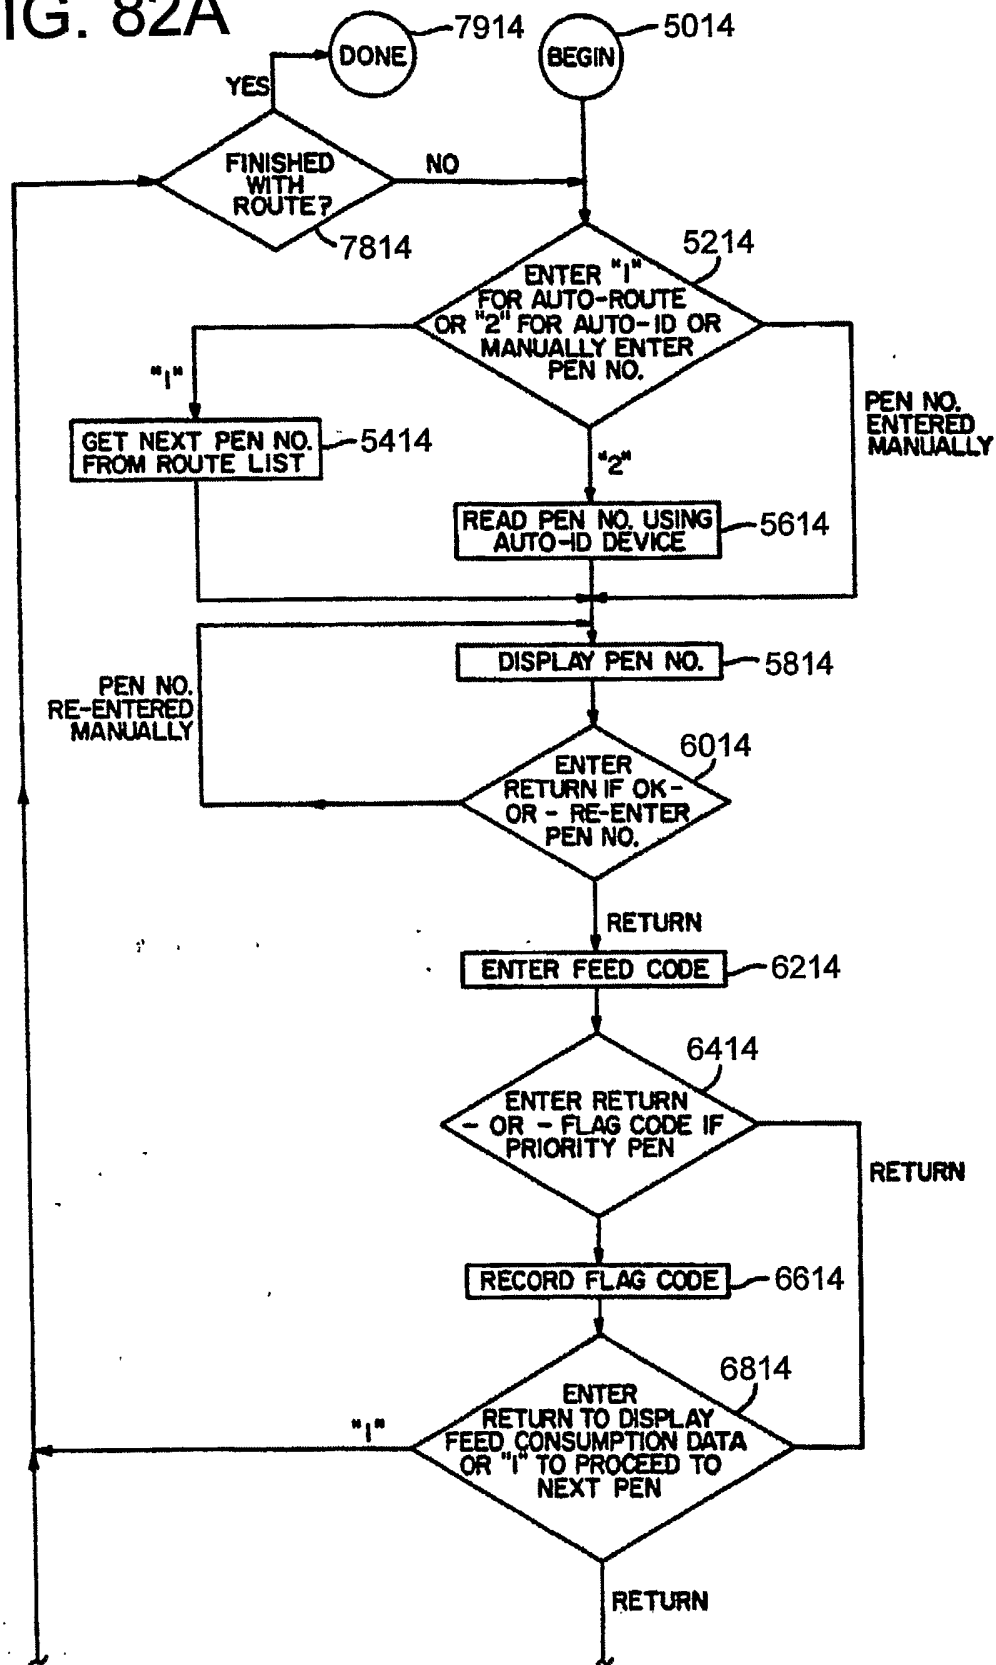 IG. 82A
DONE
7914
BEGIN
5014
YES
FINISHED
WITH
ROUTE?
NO
7814
5214
ENTER "1"
FOR AUTO-ROUTE
OR "2" FOR AUTO-ID OR
MANUALLY ENTER
PEN NO.
"1"
PEN NO.
ENTERED
MANUALLY
GET NEXT PEN NO.
FROM ROUTE LIST
5414
"2"
READ PEN NO. USING
AUTO-ID DEVICE
5614
DISPLAY PEN NO.
5814
PEN NO.
RE-ENTERED
MANUALLY
6014
ENTER
RETURN IF OK-
OR - RE-ENTER
PEN NO.
RETURN
ENTER FEED CODE
6214
6414
ENTER RETURN
- OR - FLAG CODE IF
PRIORITY PEN
RETURN
RECORD FLAG CODE
6614
6814
ENTER
RETURN TO DISPLAY
FEED CONSUMPTION DATA
OR "1" TO PROCEED TO
NEXT PEN
"1"
RETURN